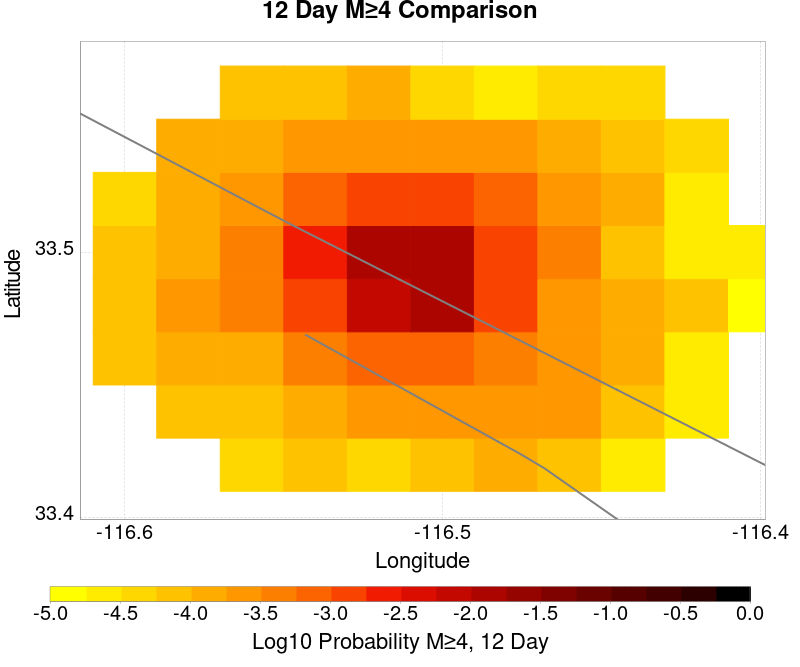 12 Day M≥4 Comparison
Latitude
33.5
33.4
-116.6 -116.5 -116.4
Longitude
-5.0 -4.5 -4.0 -3.5 -3.0 -2.5 -2.0 -1.5 -1.0 -0.5 0.0
Log10 Probability M≥4, 12 Day